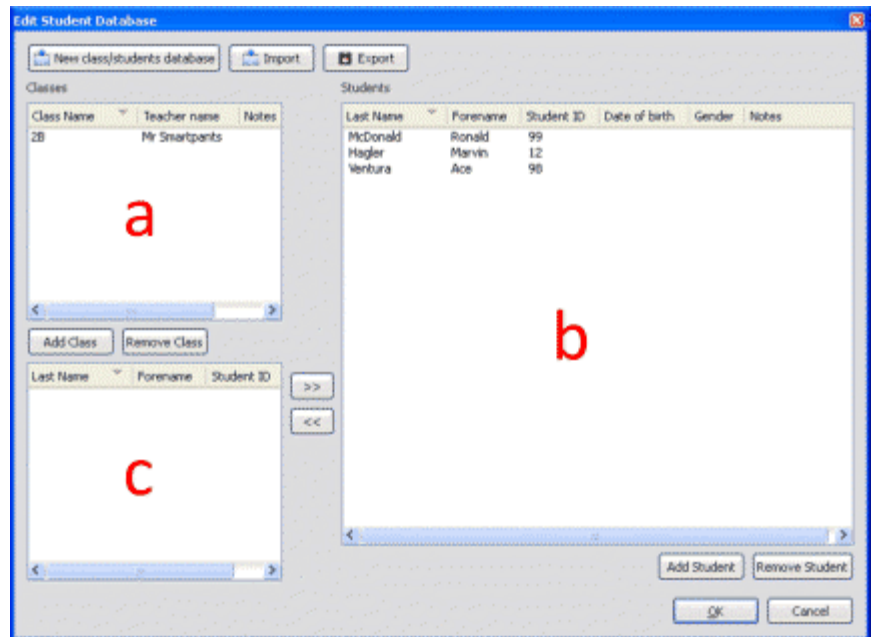 Edit Student Database
New class/students database Import Export
Classes
Students
Class Name Teacher name Notes
2B Mr Smartpants
a
Add Class Remove Class
Last Name Forename Student ID
c
>>
<<
Last Name Forename Student ID Date of birth Gender Notes
McDonald Ronald 99
Hagler Marvin 12
Ventura Ace 98
b
Add Student Remove Student
OK Cancel